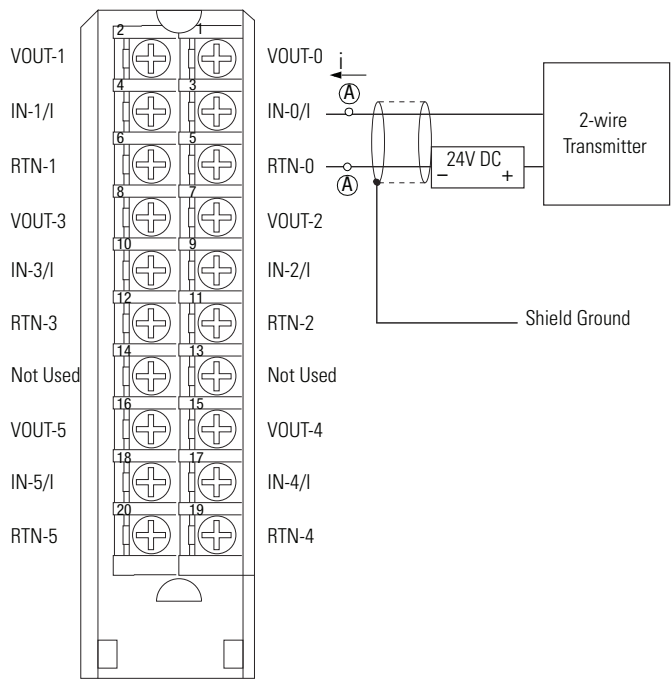 2 1
VOUT-1 VOUT-0 i
4 3 A
IN-1/I IN-0/I 2-wire
Transmitter
6 5
RTN-1 RTN-0 24V DC
– +
A
8 7
VOUT-3 VOUT-2
10 9
IN-3/I IN-2/I
12 11
RTN-3 RTN-2 Shield Ground
14 13
Not Used Not Used
16 15
VOUT-5 VOUT-4
18 17
IN-5/I IN-4/I
20 19
RTN-5 RTN-4